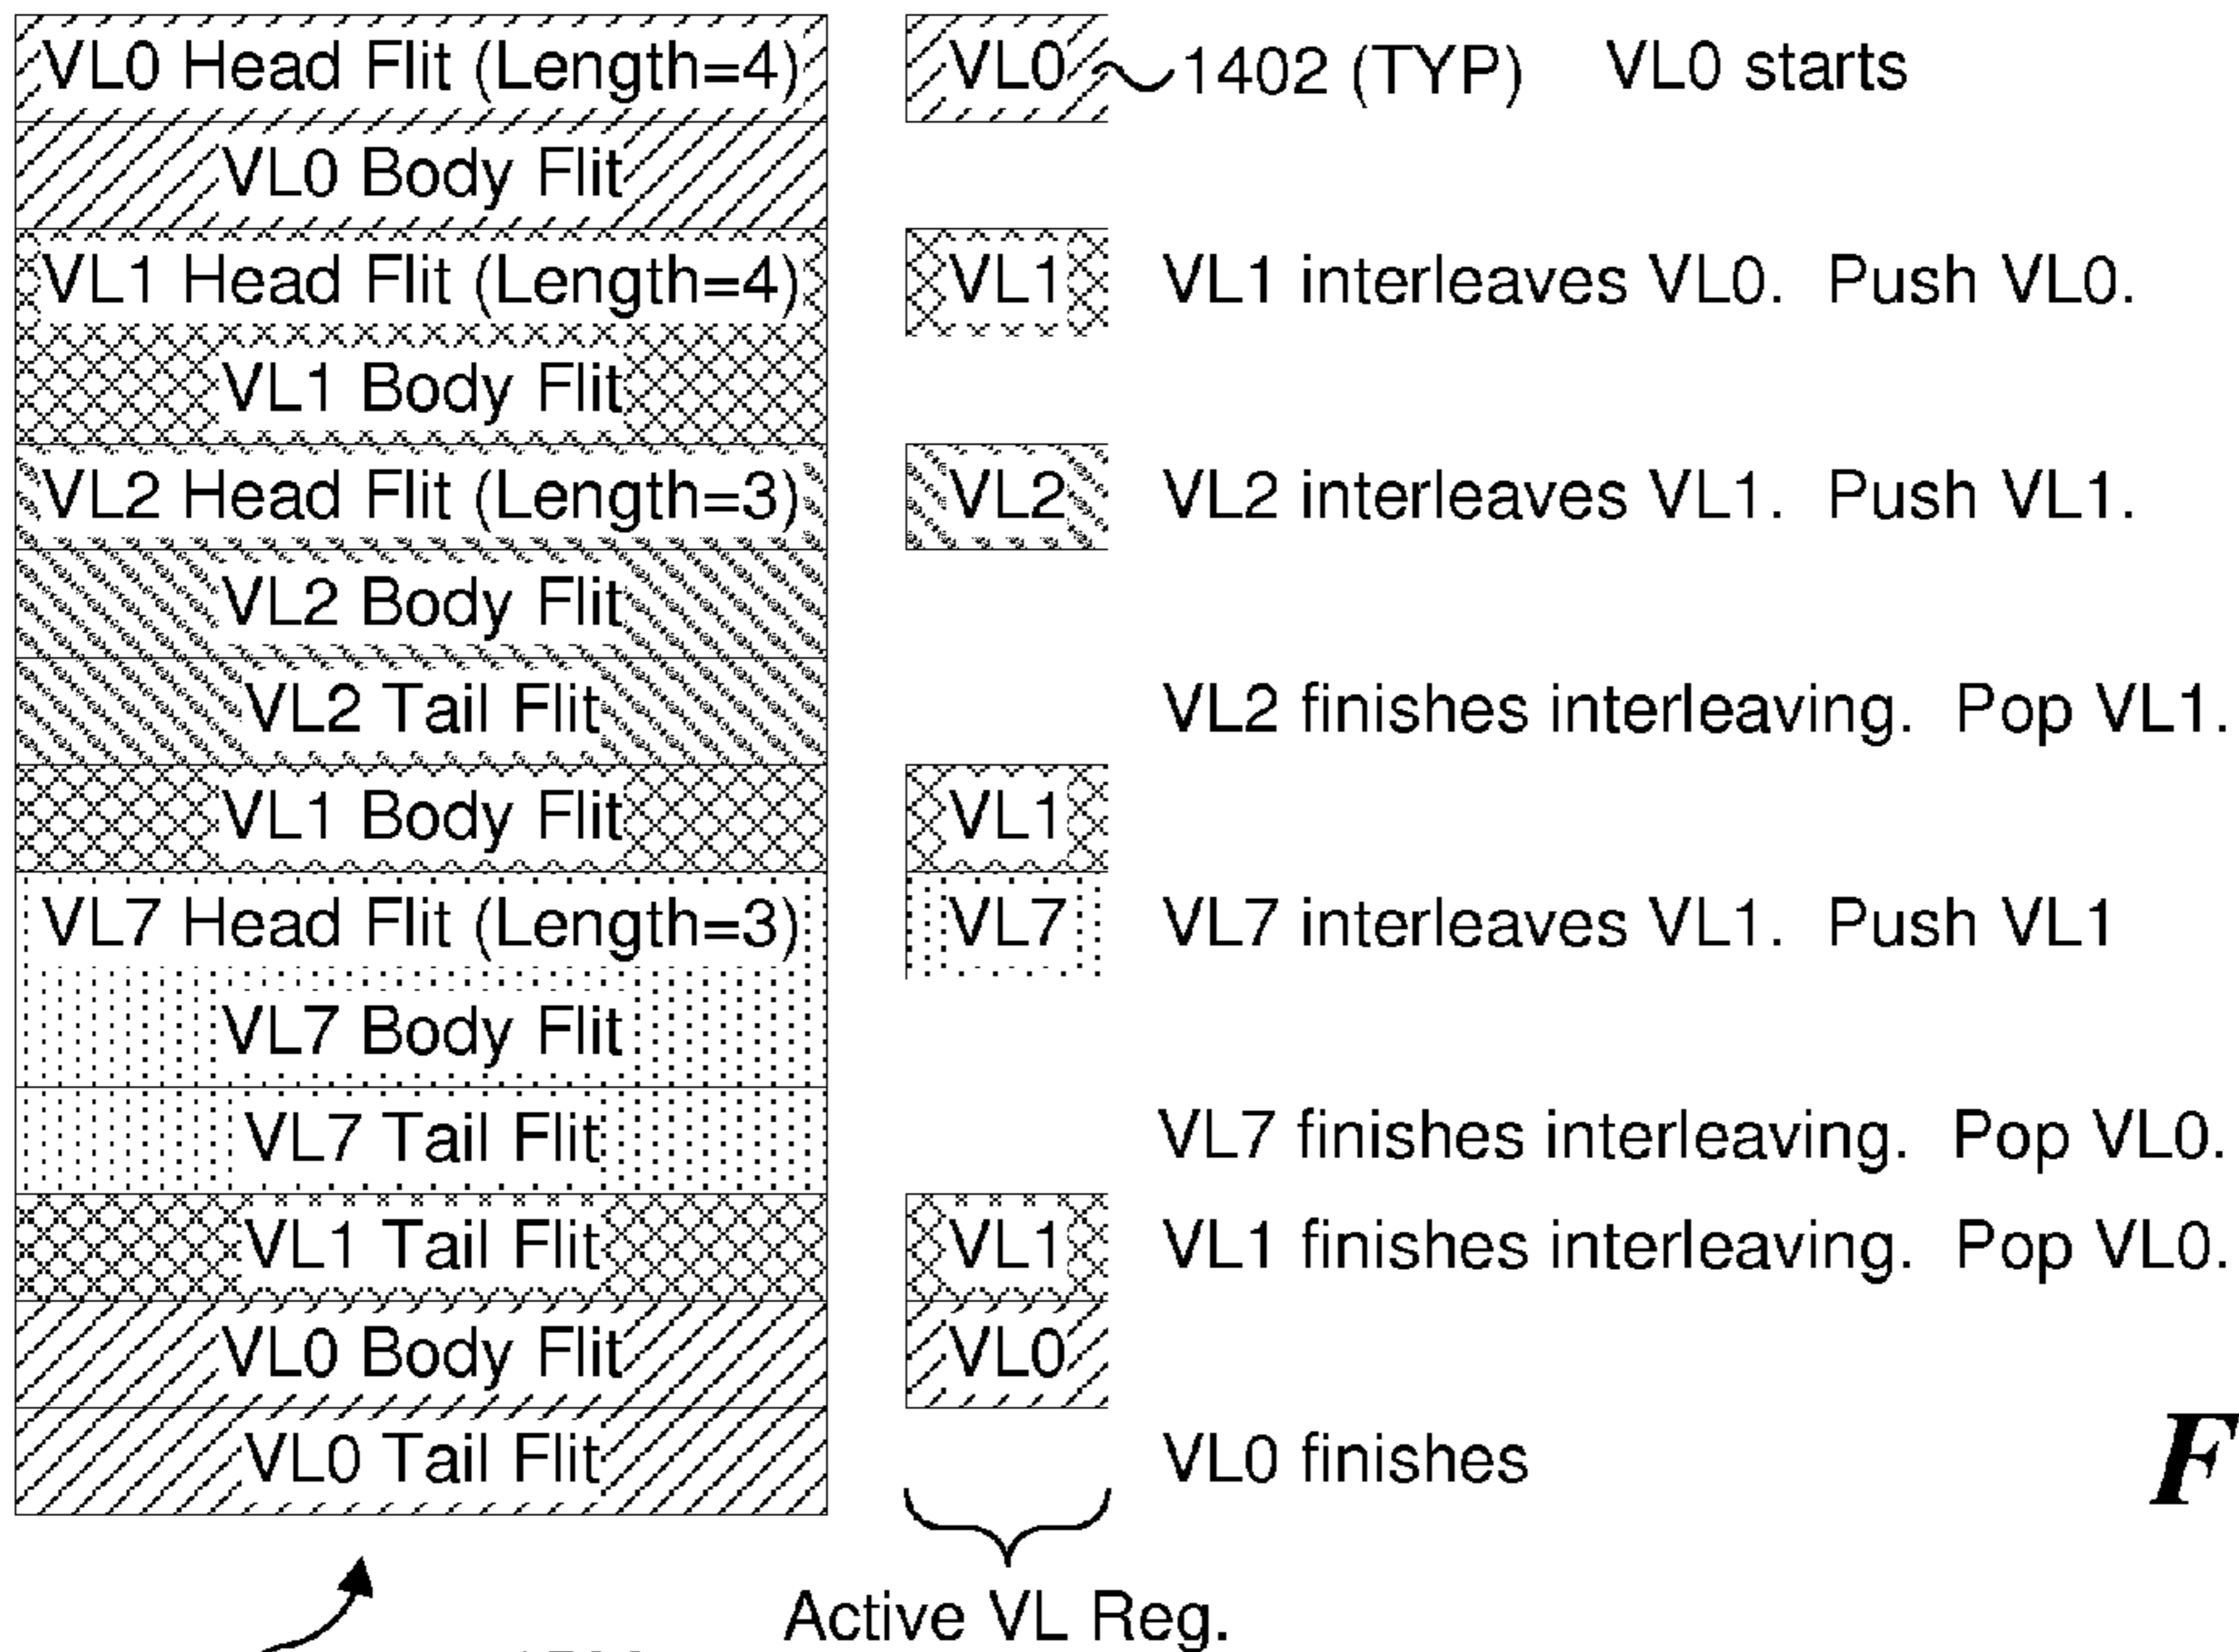 VL0 Head Flit (Length=4) VL0 1402 (TYP) VL0 starts
VL0 Body Flit
VL1 Head Flit (Length=4) VL1 VL1 interleaves VL0. Push VL0.
VL1 Body Flit
VL2 Head Flit (Length=3) VL2 VL2 interleaves VL1. Push VL1.
VL2 Body Flit
VL2 Tail Flit VL2 finishes interleaving. Pop VL1.
VL1 Body Flit VL1
VL7 Head Flit (Length=3) VL7 VL7 interleaves VL1. Push VL1
VL7 Body Flit
VL7 Tail Flit VL7 finishes interleaving. Pop VL0.
VL1 Tail Flit VL1 VL1 finishes interleaving. Pop VL0.
VL0 Body Flit VL0
VL0 Tail Flit VL0 finishes
F
Active VL Reg.